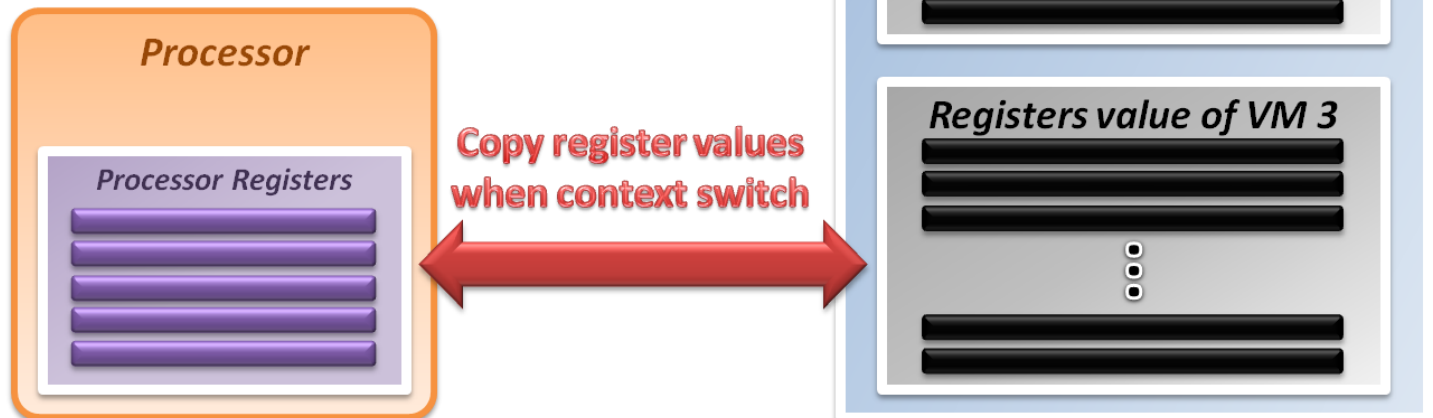 Processor
Processor Registers
Copy register values
when context switch
Registers value of VM 3